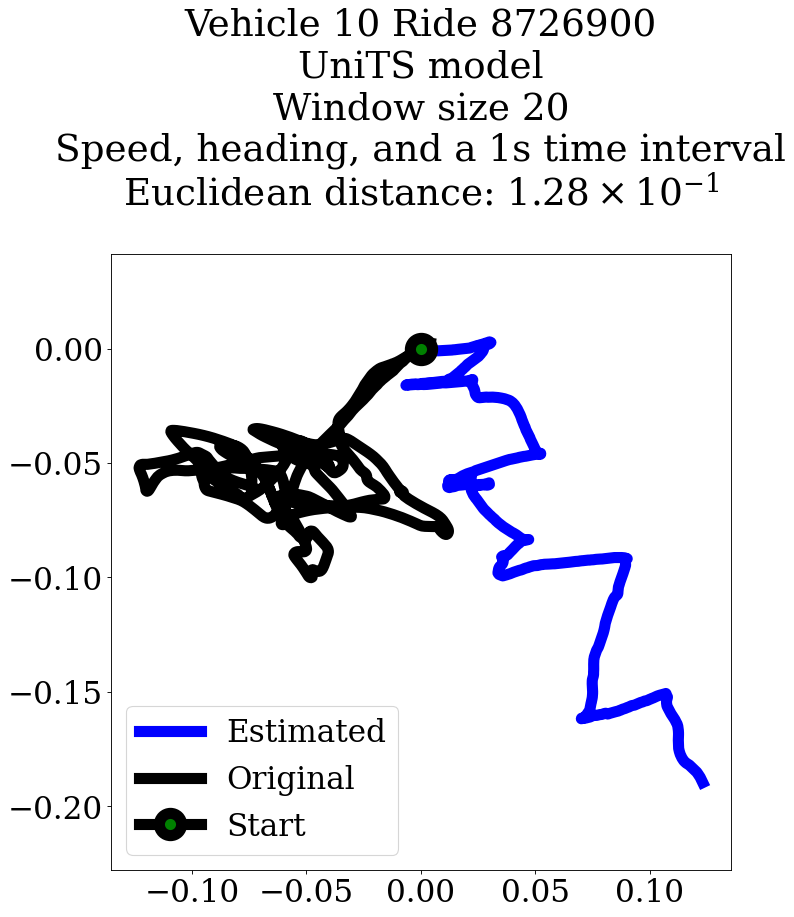 Vehicle 10 Ride 8726900
UniTS model
Window size 20
Speed, heading, and a 1s time interval
Euclidean distance: 1.28 × 10⁻¹
0.00
−0.05
−0.10
−0.15
−0.20
Estimated
Original
Start
−0.10 −0.05 0.00 0.05 0.10